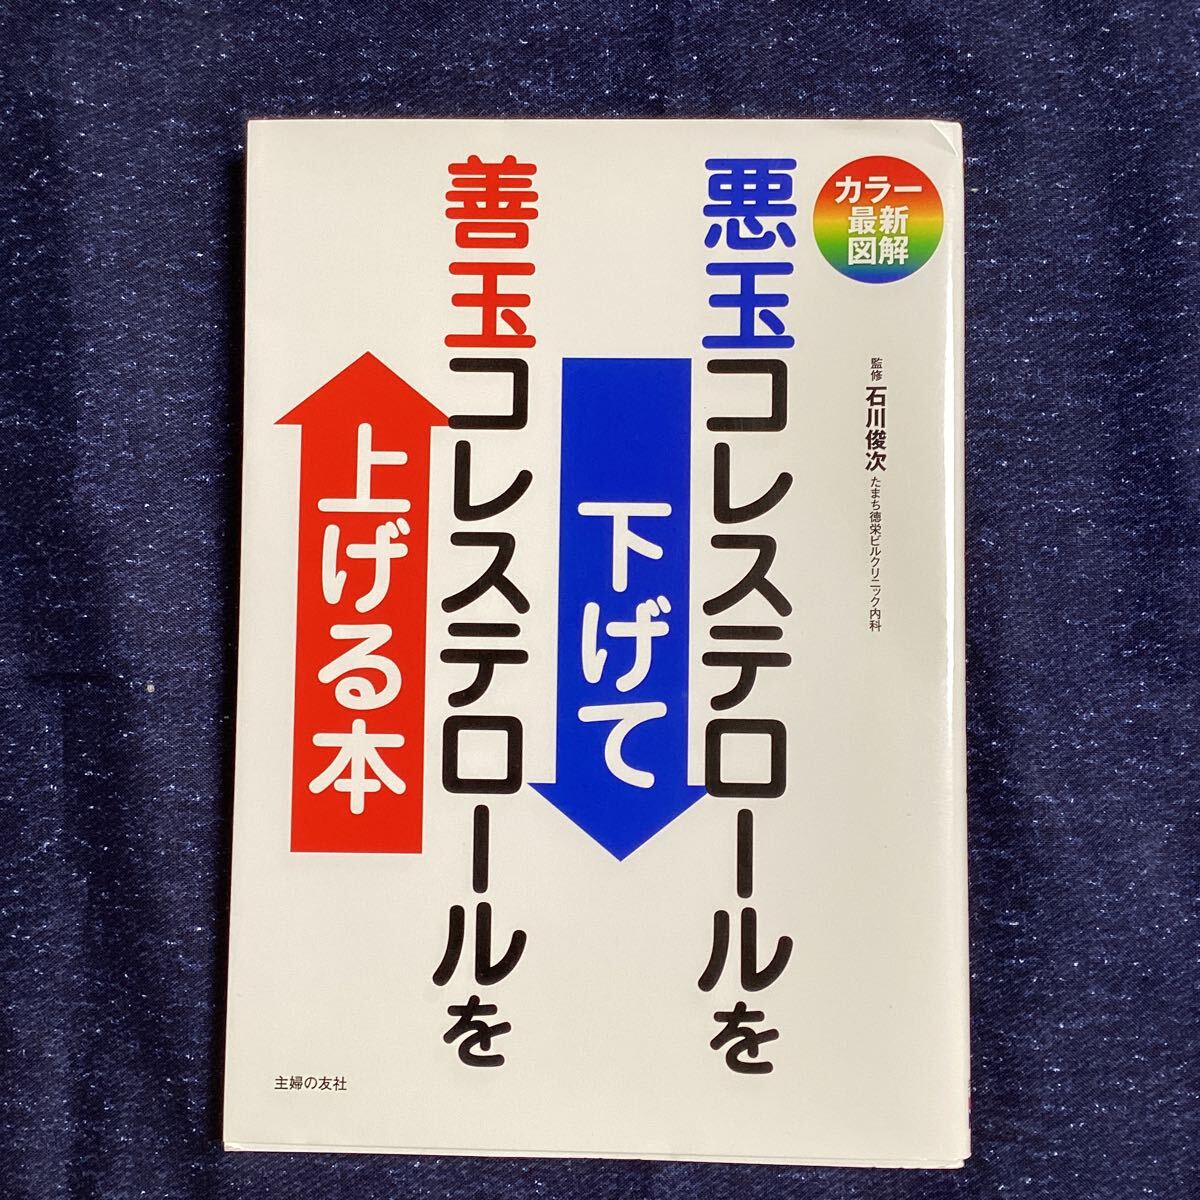 カラー
最新
図解
監修 石川俊次 たまち徳栄ビルクリニック内科
悪玉コレステロールを
下げて
善玉コレステロールを
上げる本
主婦の友社